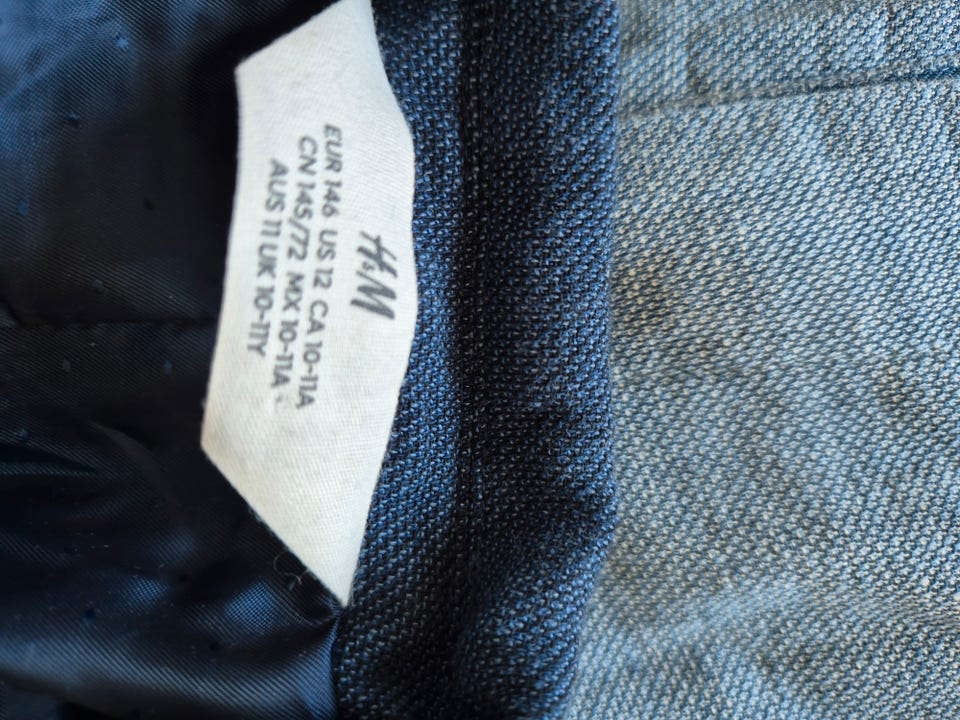 H&M
EUR 146 US 12 CA 10-11A
CN 145/72 MX 10-11A
AUS 11 UK 10-11Y